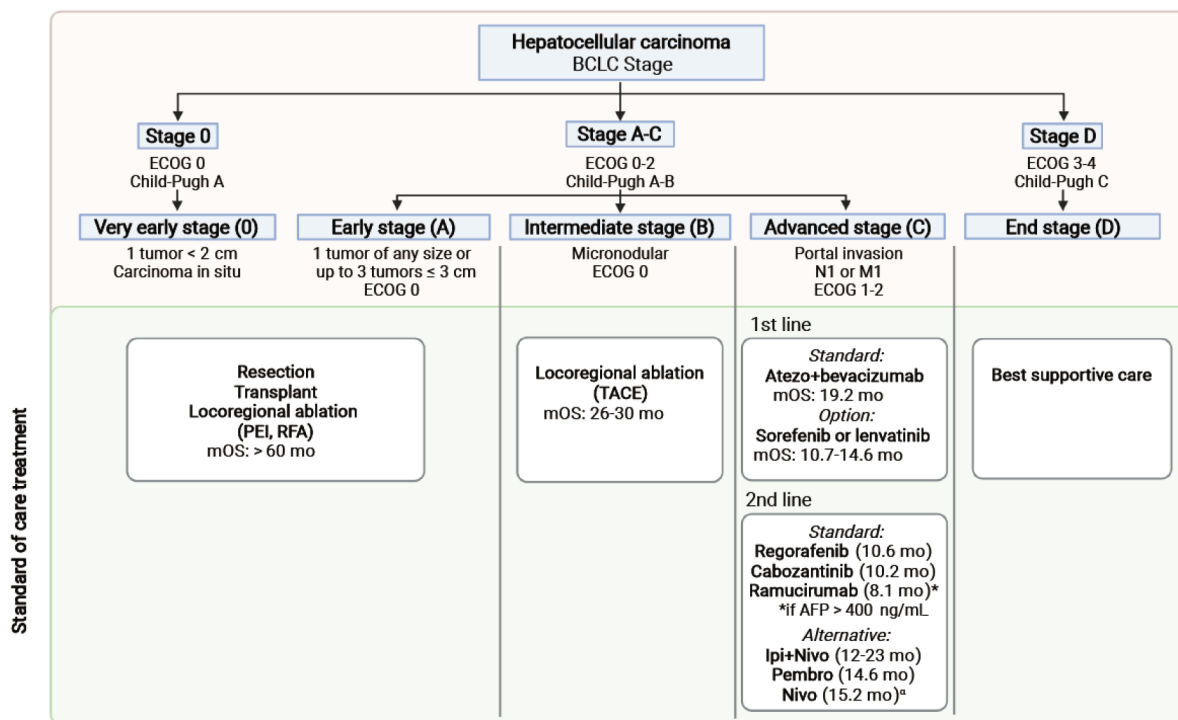 Hepatocellular carcinoma
BCLC Stage
Stage 0
ECOG 0
Child-Pugh A
Stage A-C
ECOG 0-2
Child-Pugh A-B
Stage D
ECOG 3-4
Child-Pugh C
Very early stage (0)
1 tumor < 2 cm
Carcinoma in situ
Early stage (A)
1 tumor of any size or
up to 3 tumors ≤ 3 cm
ECOG 0
Intermediate stage (B)
Micronodular
ECOG 0
Advanced stage (C)
Portal invasion
N1 or M1
ECOG 1-2
End stage (D)
Standard of care treatment
Resection
Transplant
Locoregional ablation
(PEI, RFA)
mOS: > 60 mo
Locoregional ablation
(TACE)
mOS: 26-30 mo
1st line
Standard:
Atezo+bevacizumab
mOS: 19.2 mo
Option:
Sorefenib or lenvatinib
mOS: 10.7-14.6 mo
2nd line
Standard:
Regorafenib (10.6 mo)
Cabozantinib (10.2 mo)
Ramucirumab (8.1 mo)*
*if AFP > 400 ng/mL
Alternative:
Ipi+Nivo (12-23 mo)
Pembro (14.6 mo)
Nivo (15.2 mo)ᵅ
Best supportive care